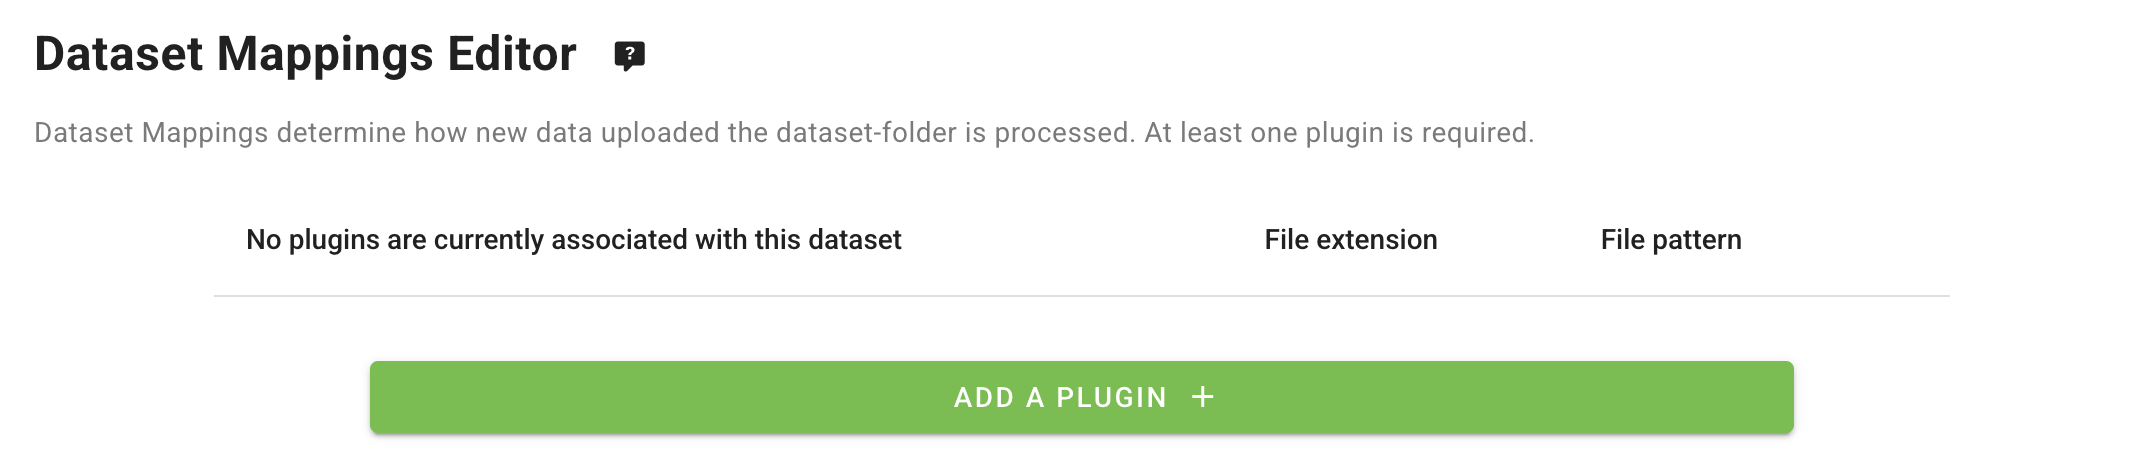 Dataset Mappings Editor ?
Dataset Mappings determine how new data uploaded the dataset-folder is processed. At least one plugin is required.
No plugins are currently associated with this dataset File extension File pattern
ADD A PLUGIN +